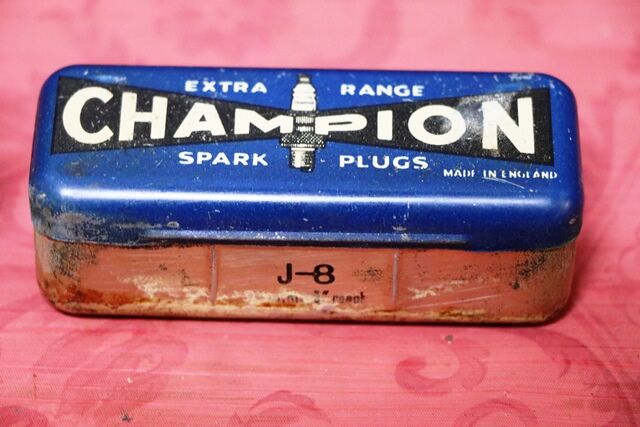 EXTRA RANGE
CHAMPION
SPARK PLUGS
MADE IN ENGLAND
J-8